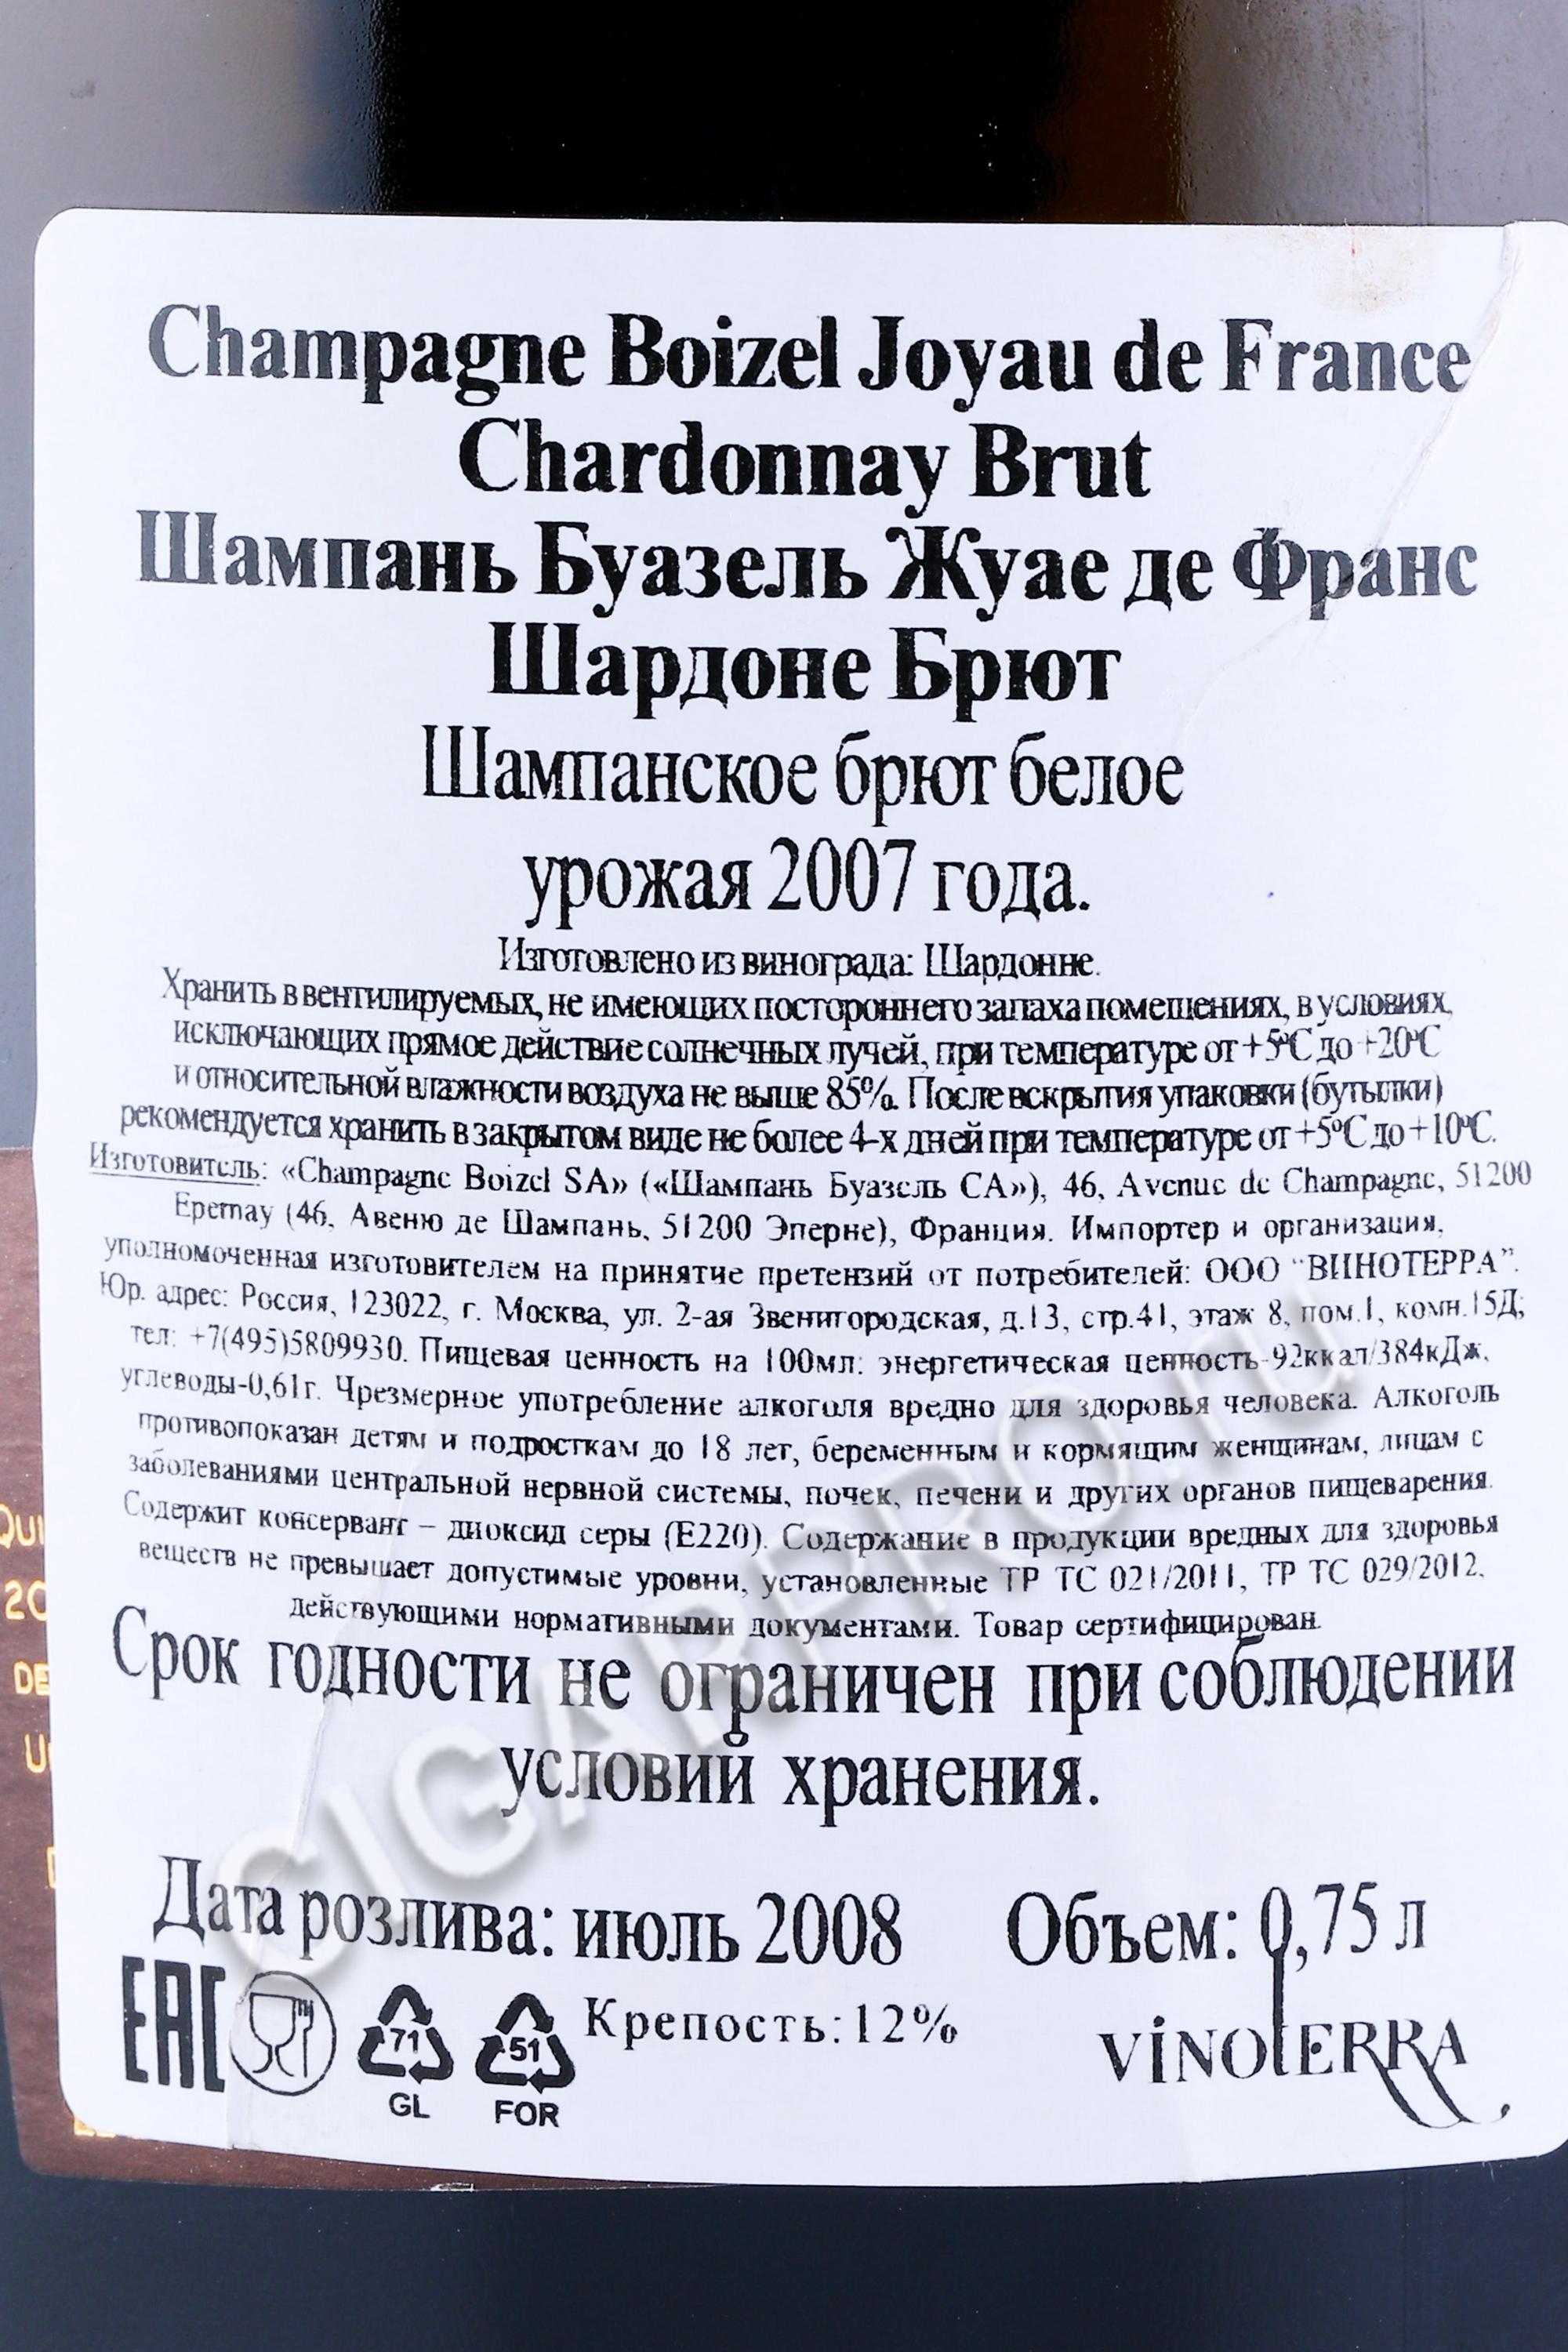 Champagne Boizel Joyau de France
Chardonnay Brut
Шампань Буазель Жуае де Франс
Шардоне Брют
Шампанское брют белое
урожая 2007 года.
Изготовлено из винограда: Шардонне.
Хранить в вентилируемых, не имеющих постороннего запаха помещениях, в условиях,
исключающих прямое действие солнечных лучей, при температуре от +5°С до +20°С
и относительной влажности воздуха не выше 85%. После вскрытия упаковки (бутылки)
рекомендуется хранить в закрытом виде не более 4-х дней при температуре от +5°С до +10°С.
Изготовитель: «Champagne Boizel SA» («Шампань Буазель СА»), 46, Avenue de Champagne, 51200
Epernay (46, Авеню де Шампань, 51200 Эперне), Франция. Импортер и организация,
уполномоченная изготовителем на принятие претензий от потребителей: ООО "ВИНОТЕРРА".
Юр. адрес: Россия, 123022, г. Москва, ул. 2-ая Звенигородская, д.13, стр.41, этаж 8, пом.1, комн.15Д;
тел: +7(495)5809930. Пищевая ценность на 100мл: энергетическая ценность-92ккал/384кДж,
углеводы-0,61г. Чрезмерное употребление алкоголя вредно для здоровья человека. Алкоголь
противопоказан детям и подросткам до 18 лет, беременным и кормящим женщинам, лицам с
заболеваниями центральной нервной системы, почек, печени и других органов пищеварения.
Содержит консервант – диоксид серы (Е220). Содержание в продукции вредных для здоровья
веществ не превышает допустимые уровни, установленные ТР ТС 021/2011, ТР ТС 029/2012,
действующими нормативными документами. Товар сертифицирован.
Срок годности не ограничен при соблюдении
условий хранения.
Дата розлива: июль 2008 Объем: 0,75 л
EAC 71 51 Крепость: 12% VINOTERRA
GL FOR
CIGARPRO.ru